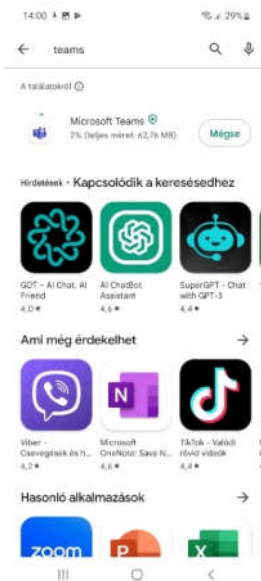 14:00
29%
teams
A találatokról
Microsoft Teams
2% (teljes méret: 62,76 MB)
Mégse
Hirdetések • Kapcsolódik a keresésedhez
GDT - AI Chat, AI Friend
4,0★
AI ChatBot Assistant
4,6★
SuperGPT - Chat with GPT-3
4,4★
Ami még érdekelhet
Viber - Csevegések és h...
4,2★
Microsoft OneNote: Save N...
4,6★
TikTok - Valódi rövid videók
4,4★
Hasonló alkalmazások
zoom